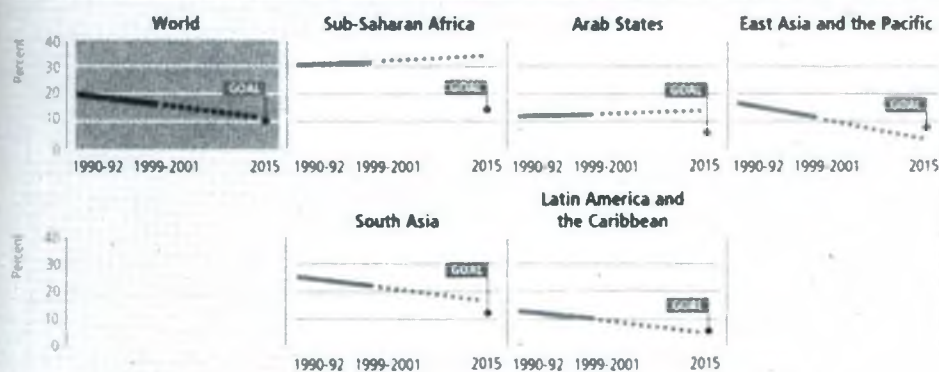 World
Sub-Saharan Africa
Arab States
East Asia and the Pacific
Percent
40
30
20
10
0
GOAL
GOAL
GOAL
GOAL
1990-92 1999-2001 2015
1990-92 1999-2001 2015
1990-92 1999-2001 2015
1990-92 1999-2001 2015
South Asia
Latin America and
the Caribbean
Percent
40
30
20
10
0
GOAL
GOAL
1990-92 1999-2001 2015
1990-92 1999-2001 2015